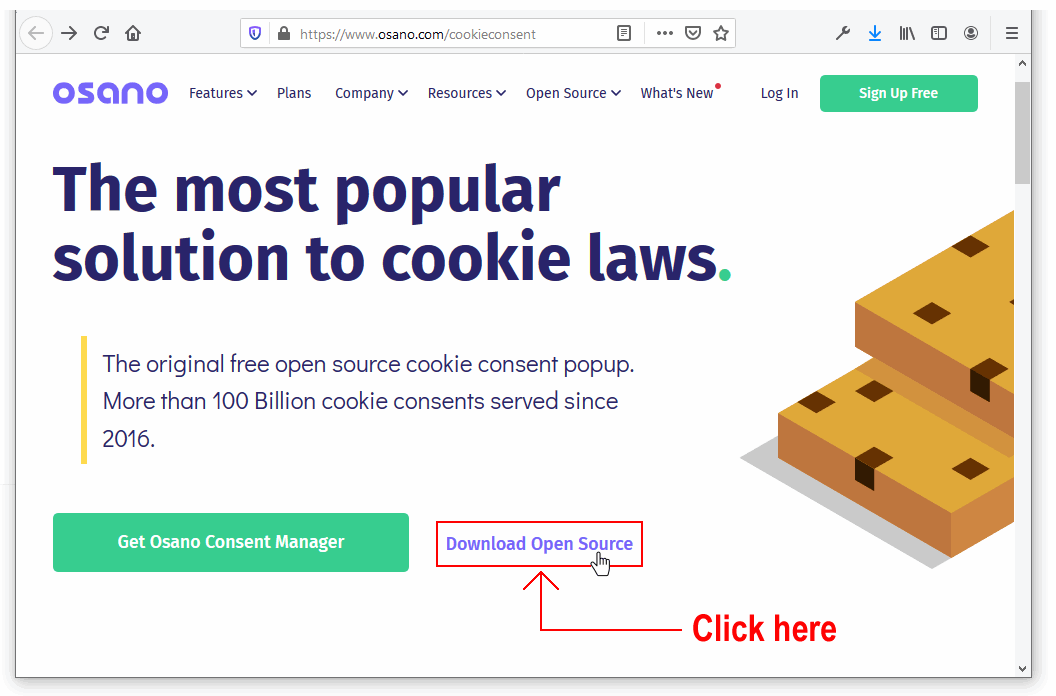 https://www.osano.com/cookieconsent
osano Features Plans Company Resources Open Source What's New Log In Sign Up Free
The most popular
solution to cookie laws.
The original free open source cookie consent popup.
More than 100 Billion cookie consents served since
2016.
Get Osano Consent Manager Download Open Source
Click here